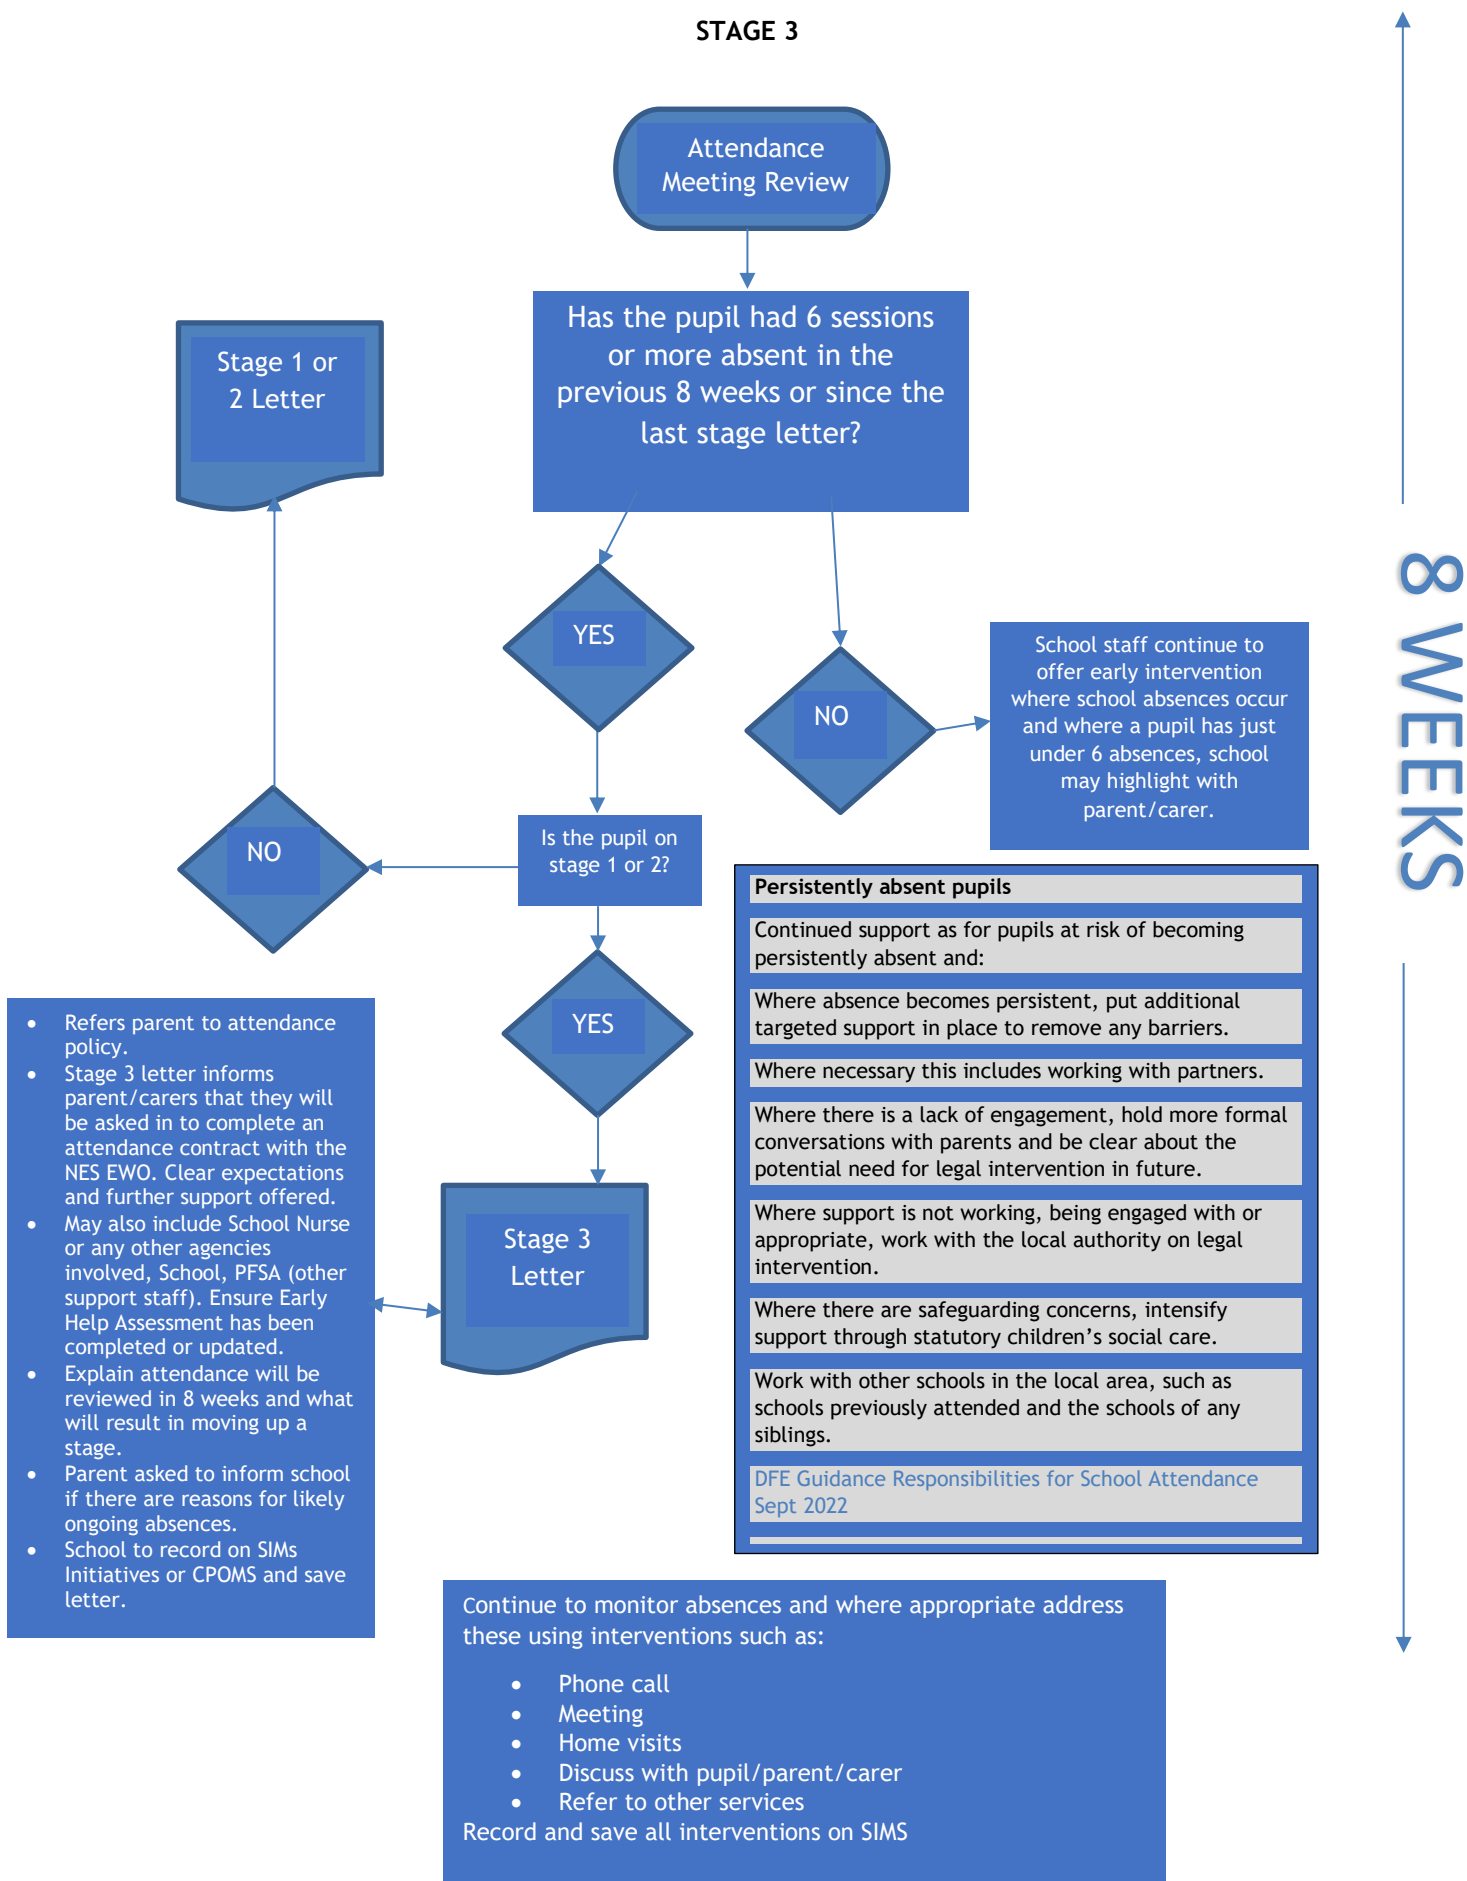 STAGE 3
Attendance
Meeting Review
Has the pupil had 6 sessions
or more absent in the
previous 8 weeks or since the
last stage letter?
Stage 1 or
2 Letter
YES
NO
School staff continue to
offer early intervention
where school absences occur
and where a pupil has just
under 6 absences, school
may highlight with
parent/carer.
8 WEEKS
Is the pupil on
stage 1 or 2?
NO
YES
Persistently absent pupils
Continued support as for pupils at risk of becoming
persistently absent and:
Where absence becomes persistent, put additional
targeted support in place to remove any barriers.
Where necessary this includes working with partners.
Where there is a lack of engagement, hold more formal
conversations with parents and be clear about the
potential need for legal intervention in future.
Where support is not working, being engaged with or
appropriate, work with the local authority on legal
intervention.
Where there are safeguarding concerns, intensify
support through statutory children’s social care.
Work with other schools in the local area, such as
schools previously attended and the schools of any
siblings.
DFE Guidance Responsibilities for School Attendance
Sept 2022
• Refers parent to attendance
policy.
• Stage 3 letter informs
parent/carers that they will
be asked in to complete an
attendance contract with the
NES EWO. Clear expectations
and further support offered.
• May also include School Nurse
or any other agencies
involved, School, PFSA (other
support staff). Ensure Early
Help Assessment has been
completed or updated.
• Explain attendance will be
reviewed in 8 weeks and what
will result in moving up a
stage.
• Parent asked to inform school
if there are reasons for likely
ongoing absences.
• School to record on SIMs
Initiatives or CPOMS and save
letter.
Stage 3
Letter
Continue to monitor absences and where appropriate address
these using interventions such as:
• Phone call
• Meeting
• Home visits
• Discuss with pupil/parent/carer
• Refer to other services
Record and save all interventions on SIMS